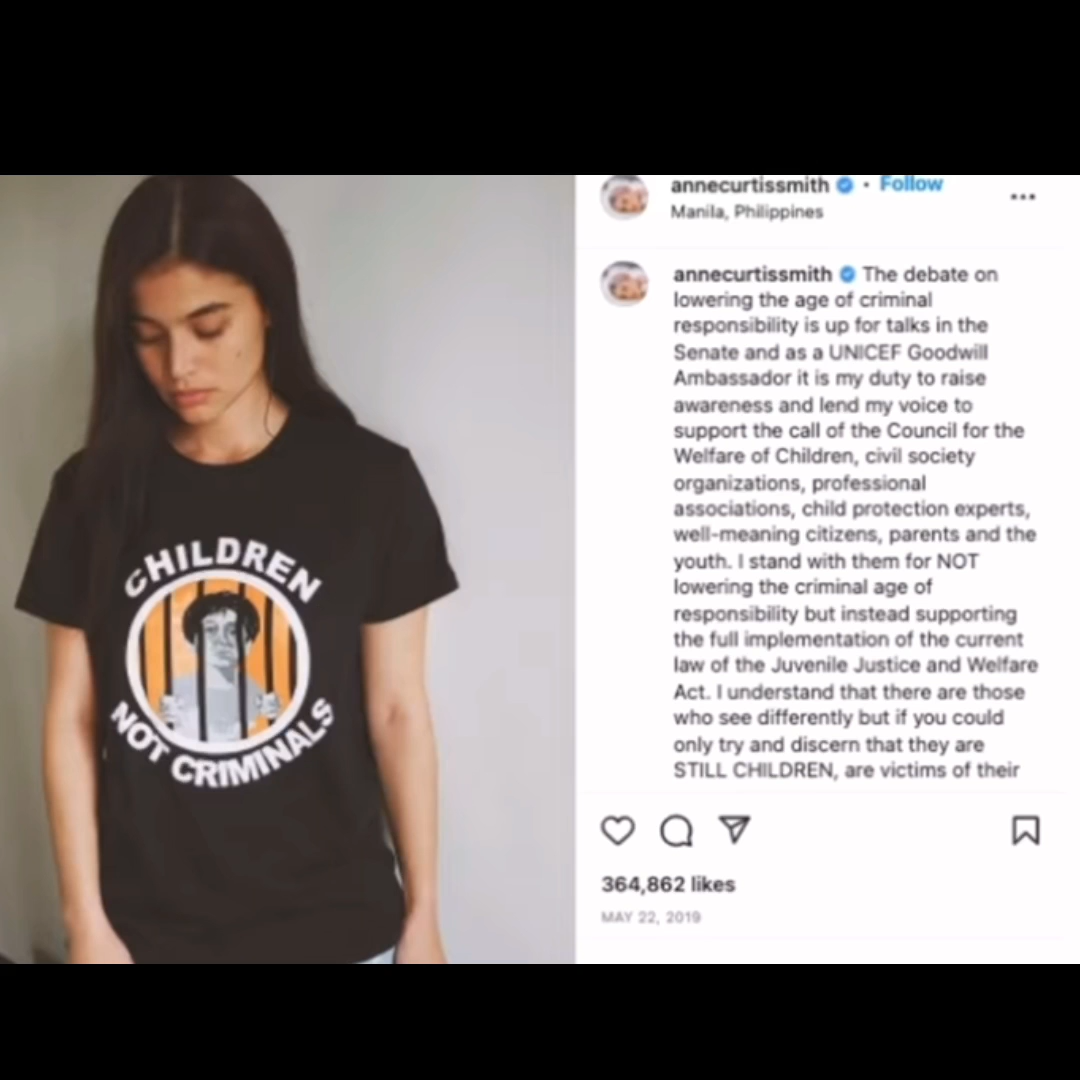 CHILDREN
NOT CRIMINALS
annecurtissmith • Follow
Manila, Philippines
annecurtissmith The debate on
lowering the age of criminal
responsibility is up for talks in the
Senate and as a UNICEF Goodwill
Ambassador it is my duty to raise
awareness and lend my voice to
support the call of the Council for the
Welfare of Children, civil society
organizations, professional
associations, child protection experts,
well-meaning citizens, parents and the
youth. I stand with them for NOT
lowering the criminal age of
responsibility but instead supporting
the full implementation of the current
law of the Juvenile Justice and Welfare
Act. I understand that there are those
who see differently but if you could
only try and discern that they are
STILL CHILDREN, are victims of their
364,862 likes
MAY 22, 2019